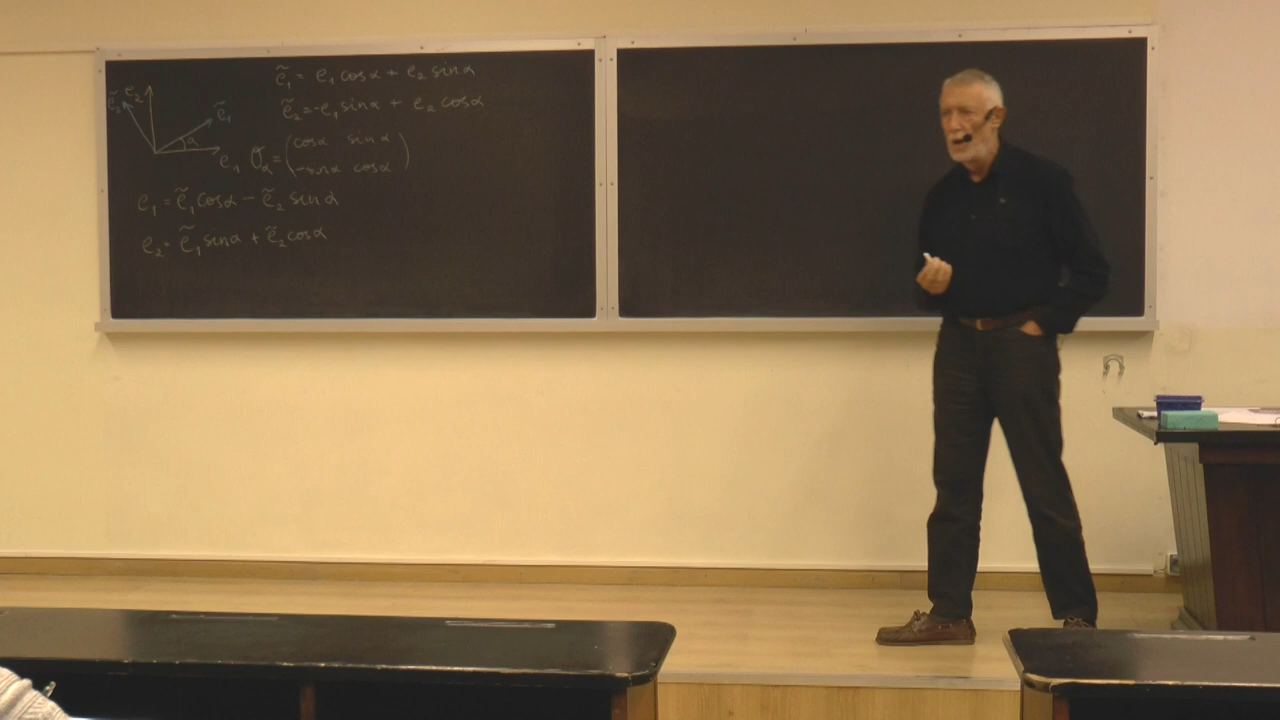 ẽ₁ = e₁ cosα + e₂ sinα
ẽ₂ = -e₁ sinα + e₂ cosα
ẽ₂ e₂ ẽ₁ α e₁
σ_α = ( cosα sinα
-sinα cosα )
e₁ = ẽ₁ cosα - ẽ₂ sinα
e₂ = ẽ₁ sinα + ẽ₂ cosα